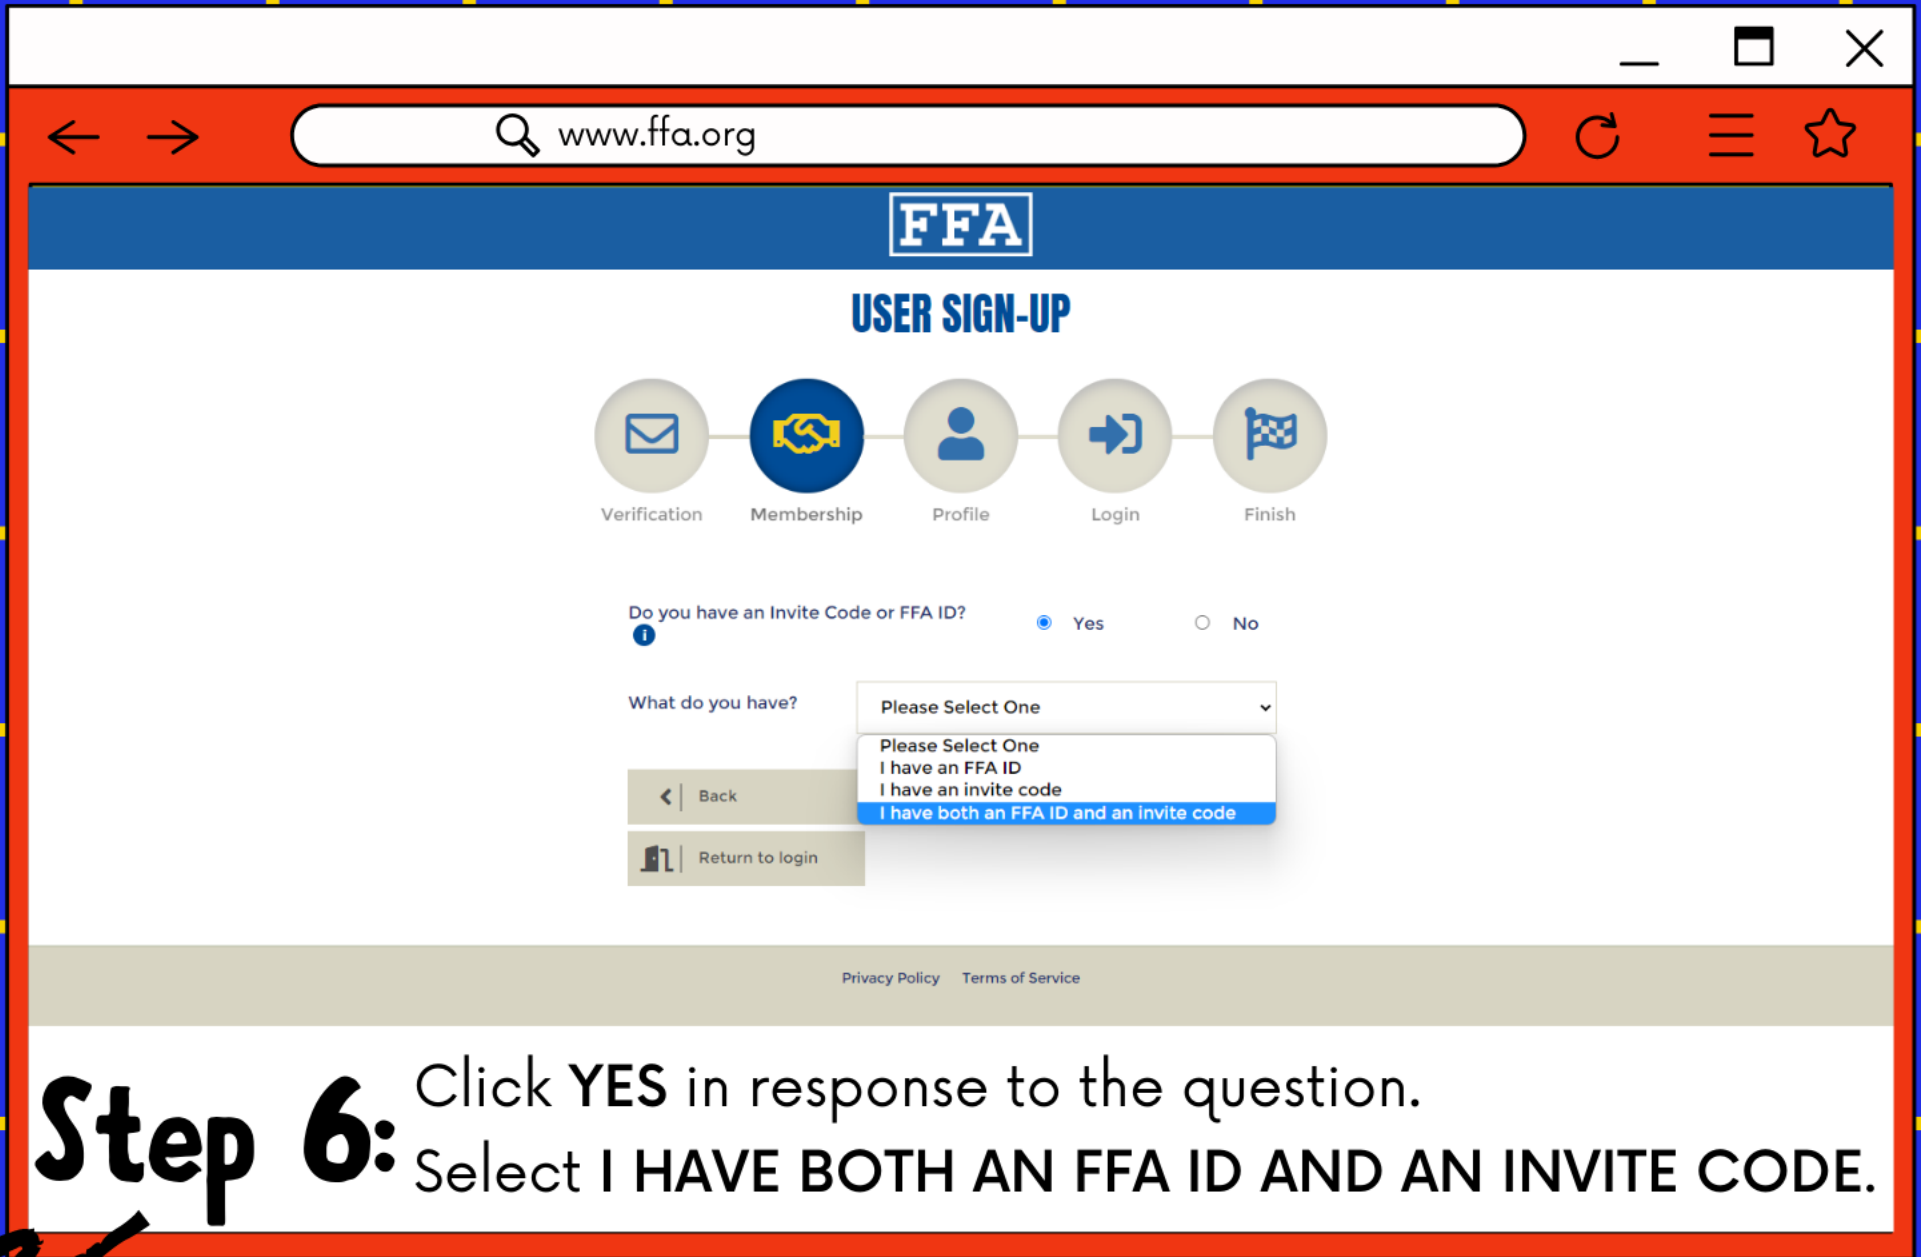 www.ffa.org
FFA
USER SIGN-UP
Verification Membership Profile Login Finish
Do you have an Invite Code or FFA ID?
i
Yes No
What do you have?
Please Select One
Please Select One
I have an FFA ID
I have an invite code
I have both an FFA ID and an invite code
Back
Return to login
Privacy Policy Terms of Service
Step 6: Click YES in response to the question.
Select I HAVE BOTH AN FFA ID AND AN INVITE CODE.